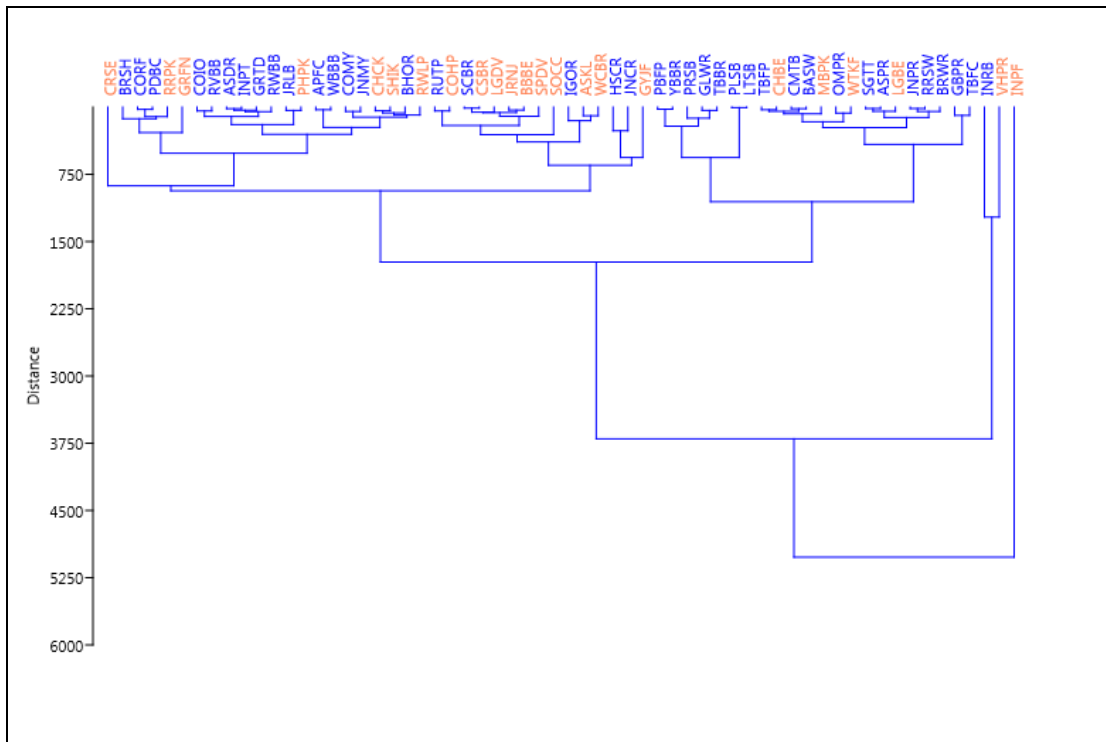 CRSE
BRSH
CORF
PDBC
RRPK
GRFN
COIO
RVBB
ASDR
INPT
GRTD
RWBB
JRLB
PHPK
APFC
WBBB
COMY
JNMY
CHCK
SHIK
BHOR
RWLP
RUTP
COHP
SCBR
CSBR
LGDV
JRNJ
BBBE
SPDV
SOCC
IGOR
ASKL
WCBR
HSCR
JNCR
GYJF
PBFP
YBBR
PRSB
GLWR
TBBR
PLSB
LTSB
TBFP
CHBE
CMTB
BASW
MBPK
OMPR
WTKF
SGTT
ASPR
LGBE
JNPR
RRSW
BRWR
GBPR
TBFC
INRB
VHPR
INPF
750
1500
2250
3000
3750
4500
5250
6000
Distance